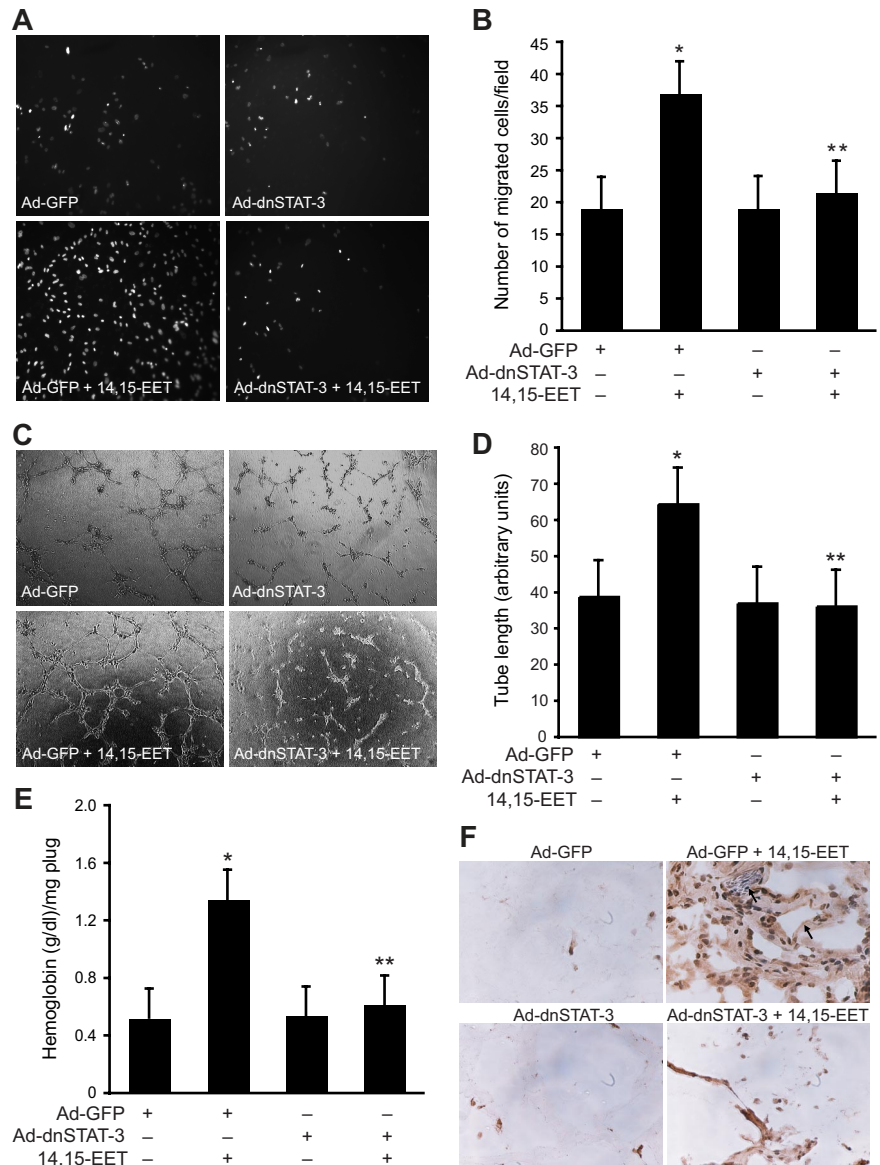 A
Ad-GFP
Ad-dnSTAT-3
Ad-GFP + 14,15-EET
Ad-dnSTAT-3 + 14,15-EET
B
Number of migrated cells/field
45
40
35
30
25
20
15
10
5
0
*
**
Ad-GFP + + – –
Ad-dnSTAT-3 – – + +
14,15-EET – + – +
C
Ad-GFP
Ad-dnSTAT-3
Ad-GFP + 14,15-EET
Ad-dnSTAT-3 + 14,15-EET
D
Tube length (arbitrary units)
80
70
60
50
40
30
20
10
0
*
**
Ad-GFP + + – –
Ad-dnSTAT-3 – – + +
14,15-EET – + – +
E
Hemoglobin (g/dl)/mg plug
2.0
1.6
1.2
0.8
0.4
0
*
**
Ad-GFP + + – –
Ad-dnSTAT-3 – – + +
14,15-EET – + – +
F
Ad-GFP
Ad-GFP + 14,15-EET
Ad-dnSTAT-3
Ad-dnSTAT-3 + 14,15-EET